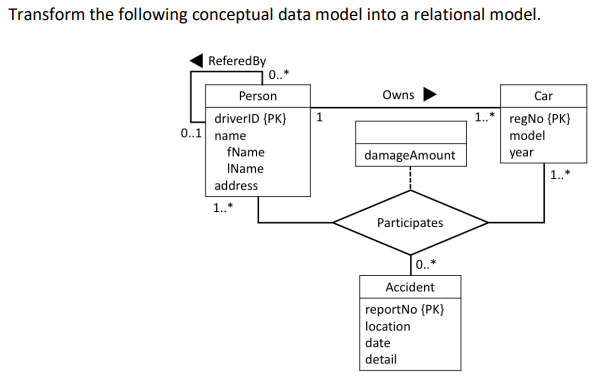 Transform the following conceptual data model into a relational model.
ReferedBy
0..*
Person
driverID {PK}
name
fName
lName
address
0..1
1
Owns
1..*
Car
regNo {PK}
model
year
damageAmount
1..*
1..*
Participates
0..*
Accident
reportNo {PK}
location
date
detail